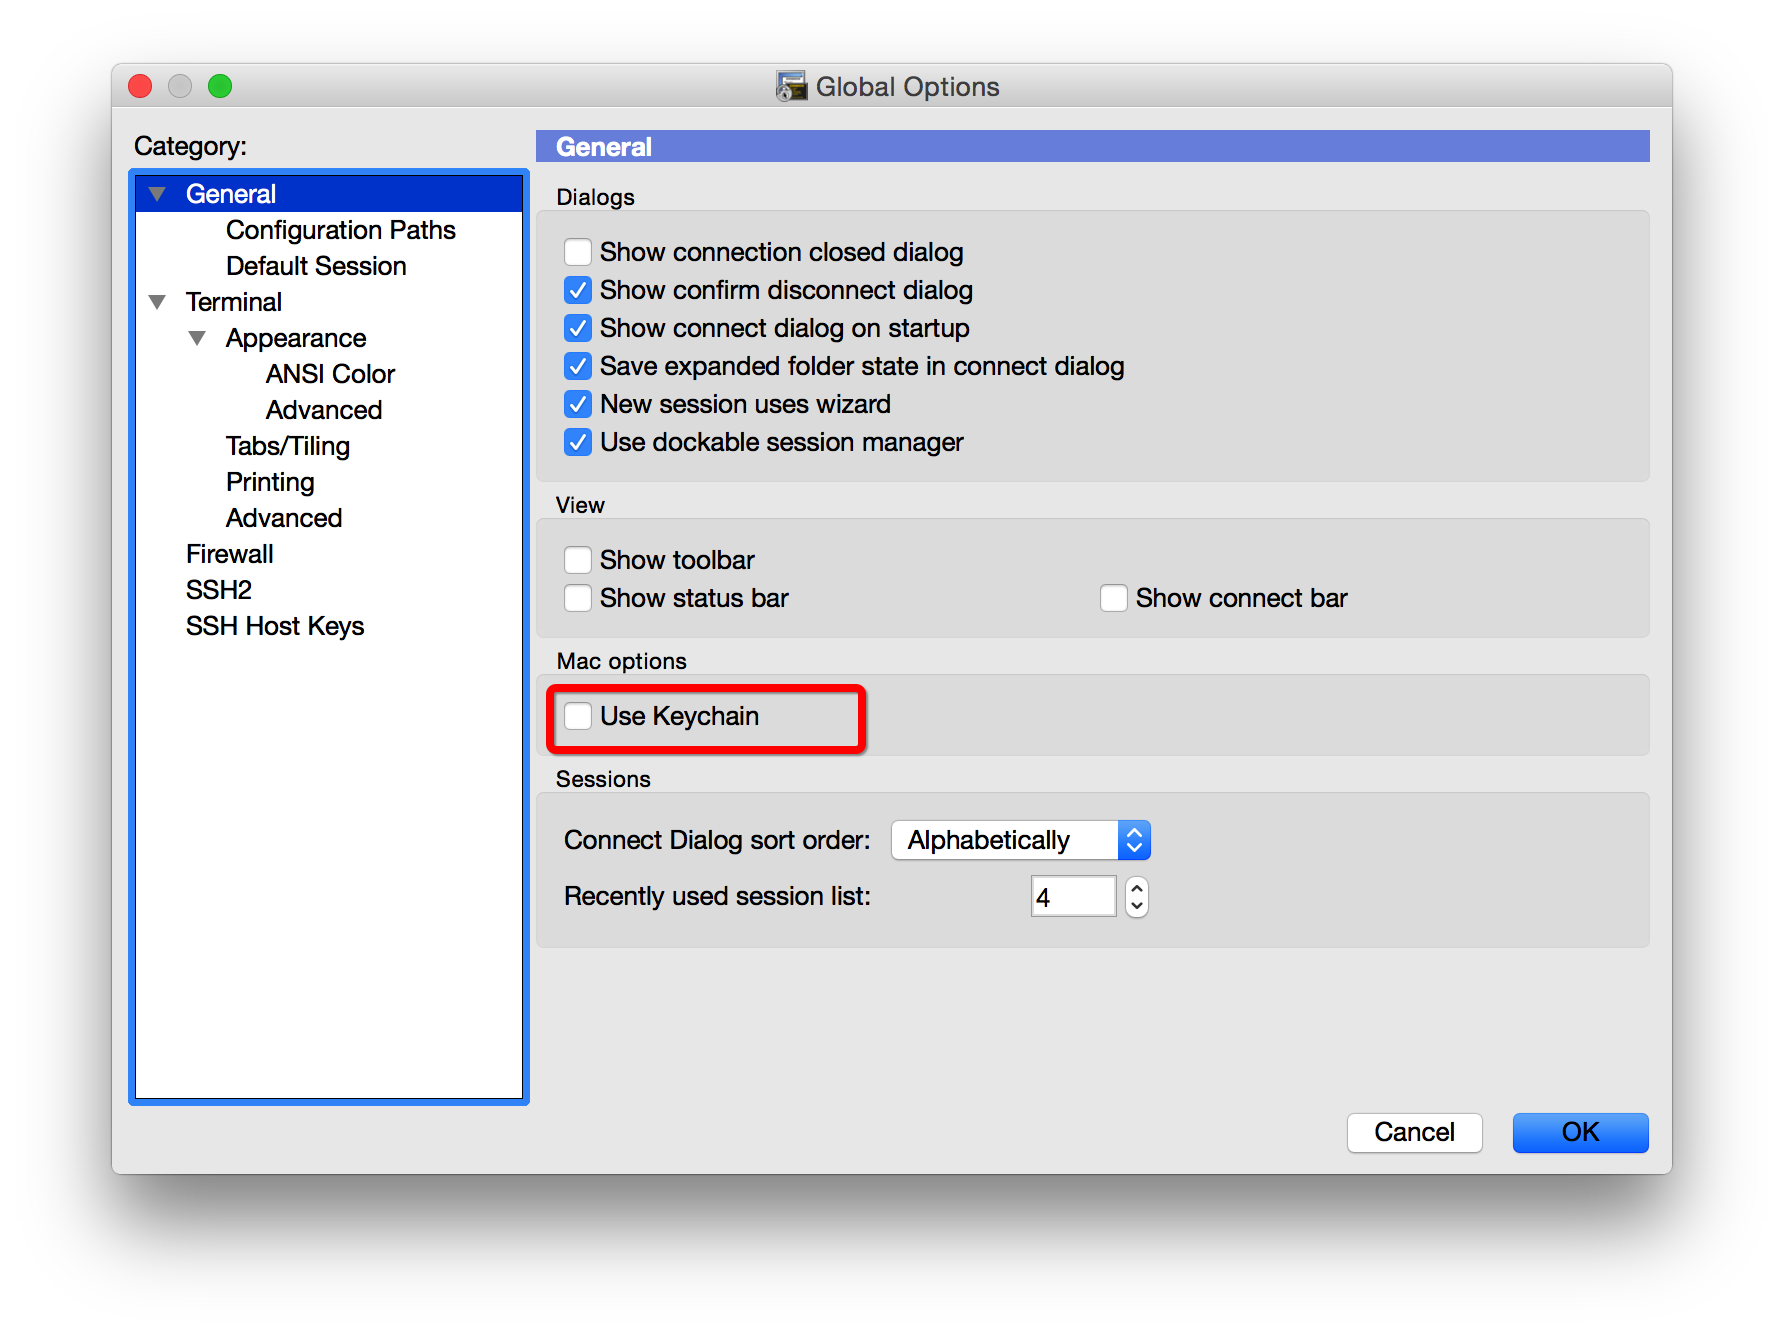 Global Options
Category:
General
Configuration Paths
Default Session
Terminal
Appearance
ANSI Color
Advanced
Tabs/Tiling
Printing
Advanced
Firewall
SSH2
SSH Host Keys
General
Dialogs
Show connection closed dialog
Show confirm disconnect dialog
Show connect dialog on startup
Save expanded folder state in connect dialog
New session uses wizard
Use dockable session manager
View
Show toolbar
Show status bar Show connect bar
Mac options
Use Keychain
Sessions
Connect Dialog sort order: Alphabetically
Recently used session list: 4
Cancel OK